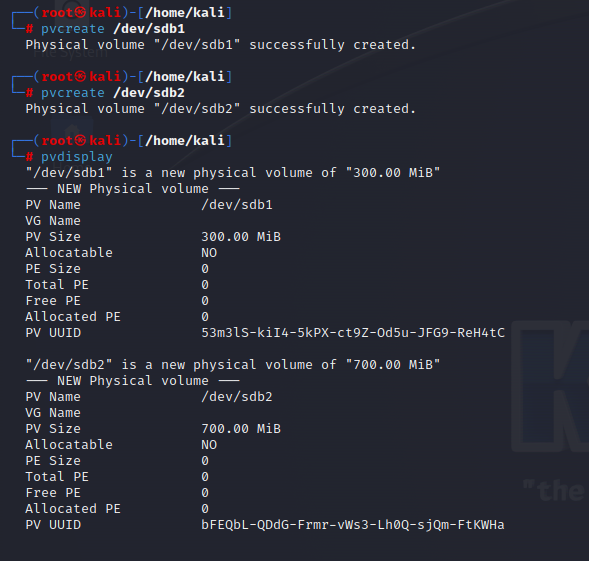 ┌──(root㉿kali)-[/home/kali]
└─# pvcreate /dev/sdb1
  Physical volume "/dev/sdb1" successfully created.

┌──(root㉿kali)-[/home/kali]
└─# pvcreate /dev/sdb2
  Physical volume "/dev/sdb2" successfully created.

┌──(root㉿kali)-[/home/kali]
└─# pvdisplay
  "/dev/sdb1" is a new physical volume of "300.00 MiB"
  --- NEW Physical volume ---
  PV Name               /dev/sdb1
  VG Name
  PV Size               300.00 MiB
  Allocatable           NO
  PE Size               0
  Total PE              0
  Free PE               0
  Allocated PE          0
  PV UUID               53m3lS-kiI4-5kPX-ct9Z-Od5u-JFG9-ReH4tC

  "/dev/sdb2" is a new physical volume of "700.00 MiB"
  --- NEW Physical volume ---
  PV Name               /dev/sdb2
  VG Name
  PV Size               700.00 MiB
  Allocatable           NO
  PE Size               0
  Total PE              0
  Free PE               0
  Allocated PE          0
  PV UUID               bFEQbL-QDdG-Frmr-vWs3-Lh0Q-sjQm-FtKWHa
"the